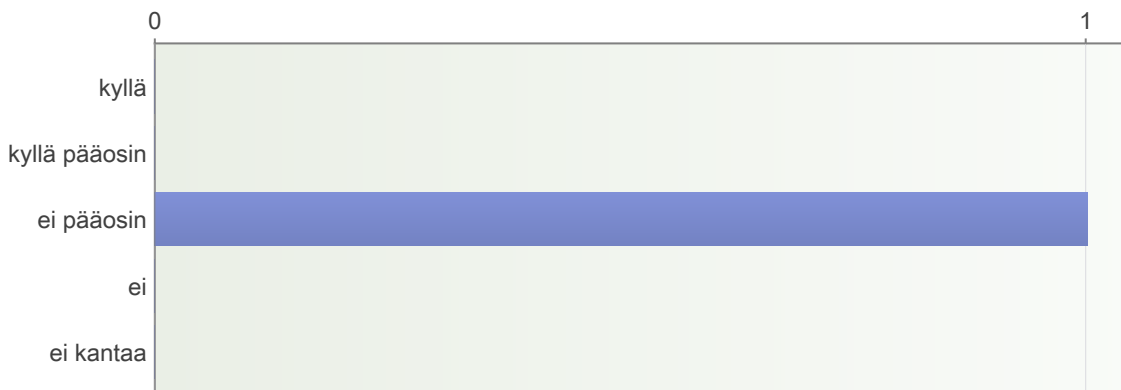 0 1
kyllä
kyllä pääosin
ei pääosin
ei
ei kantaa